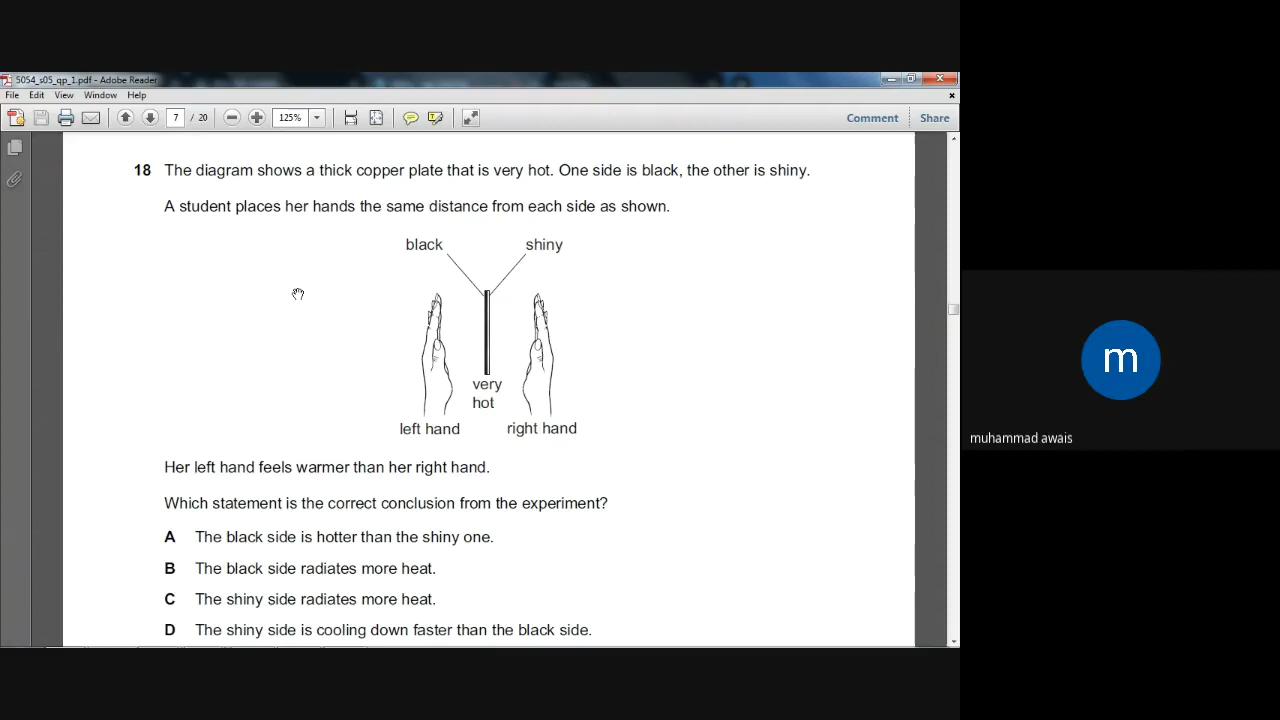 5054_s05_qp_1.pdf - Adobe Reader
File Edit View Window Help
7 / 20 125% Comment Share
18 The diagram shows a thick copper plate that is very hot. One side is black, the other is shiny.
A student places her hands the same distance from each side as shown.
black shiny
very
hot
left hand right hand
Her left hand feels warmer than her right hand.
Which statement is the correct conclusion from the experiment?
A The black side is hotter than the shiny one.
B The black side radiates more heat.
C The shiny side radiates more heat.
D The shiny side is cooling down faster than the black side.
m
muhammad awais